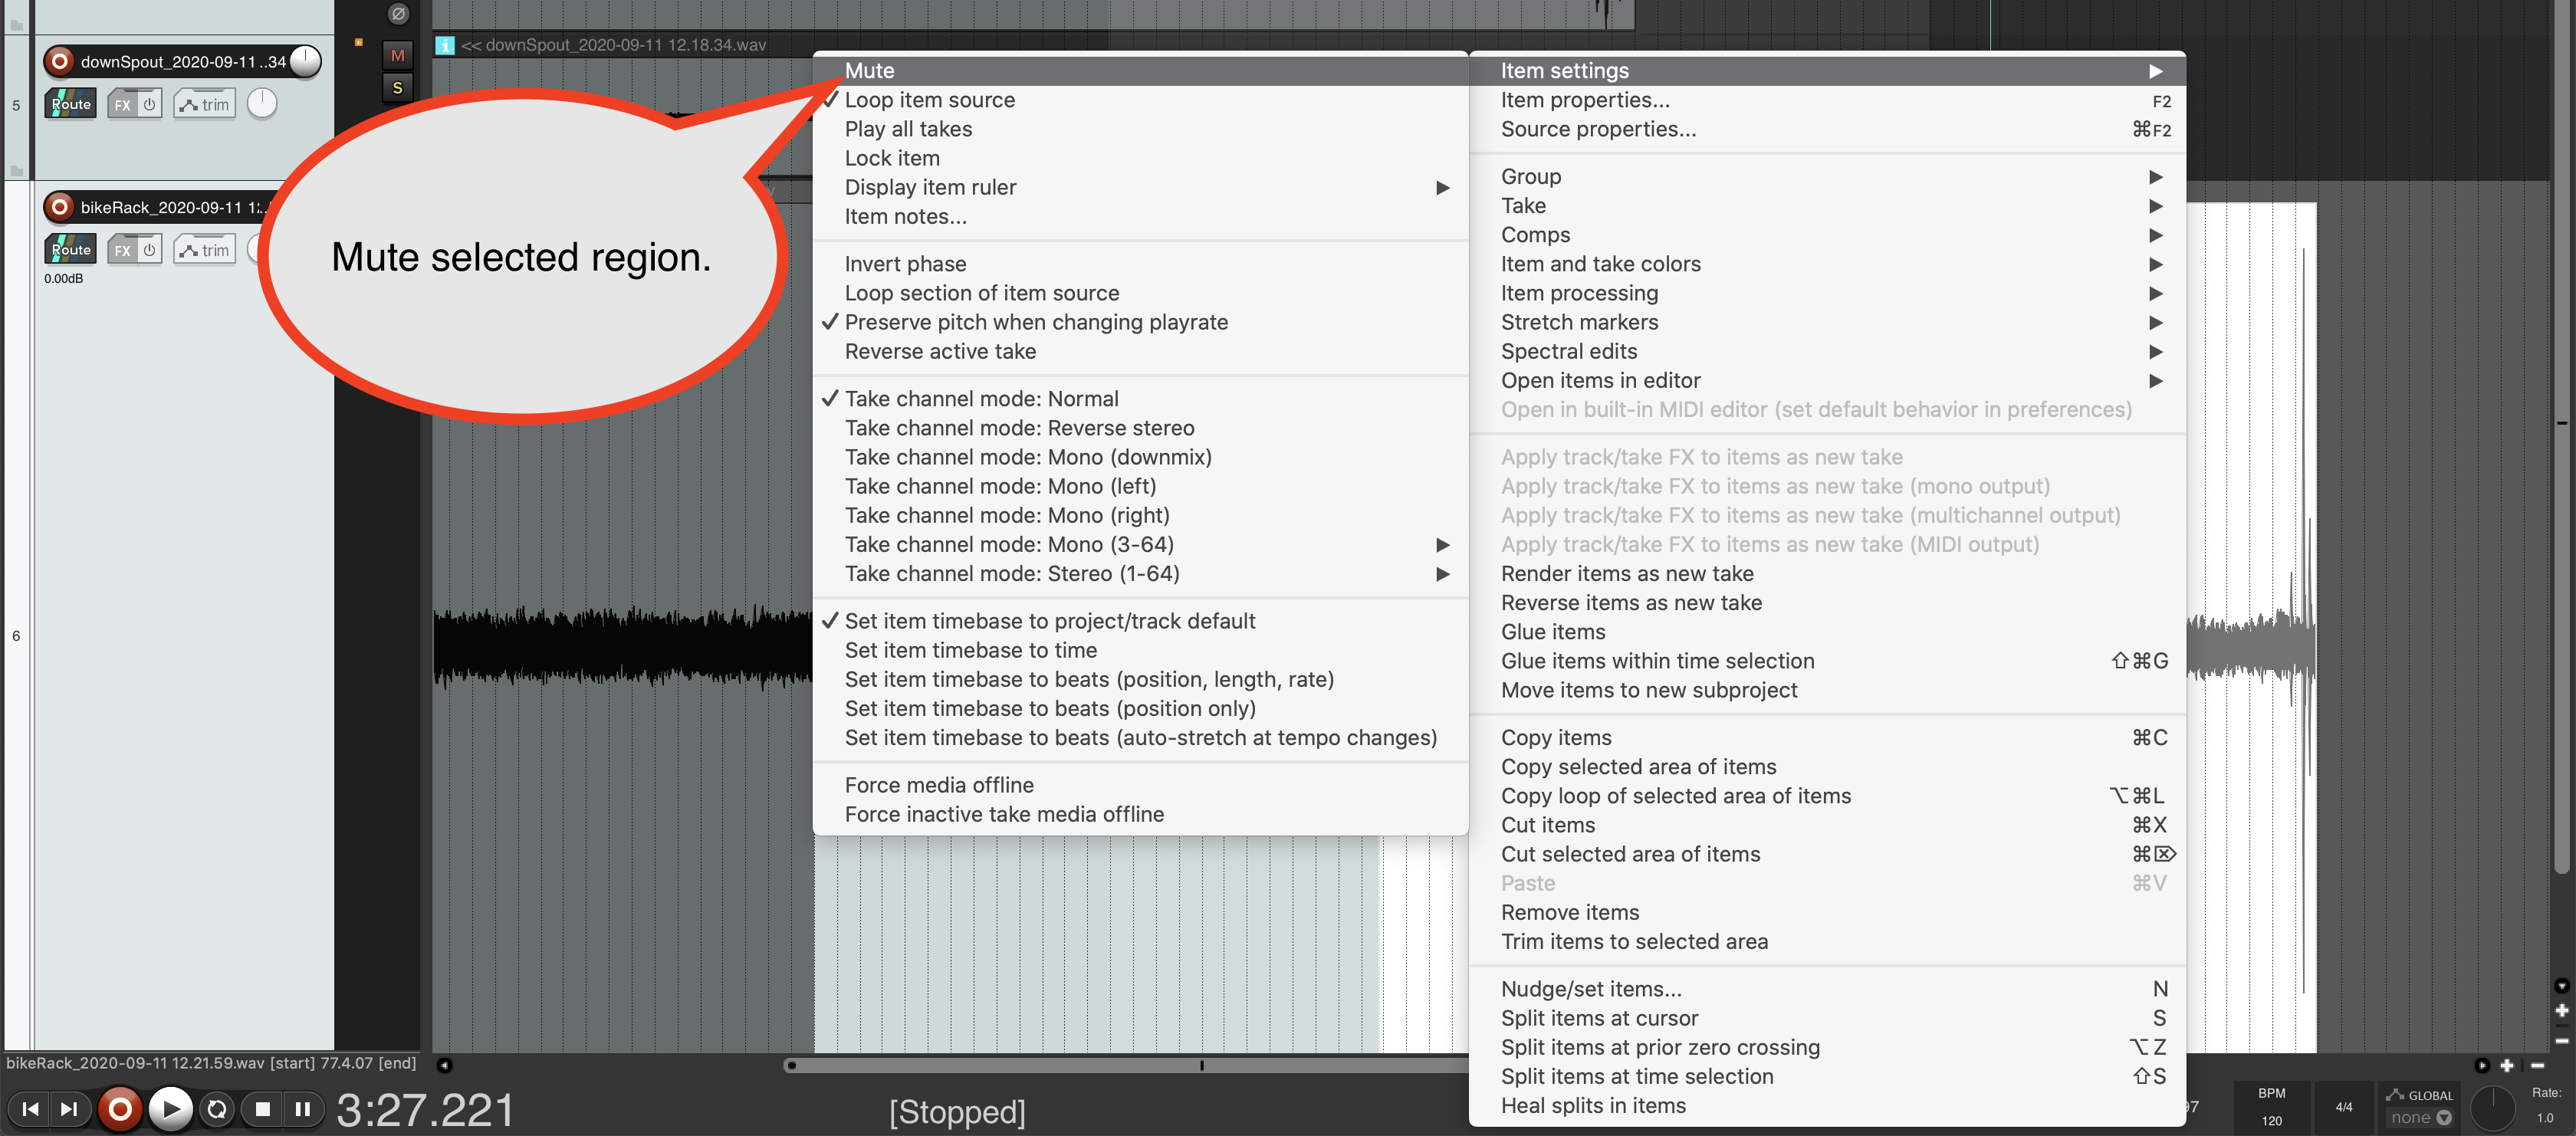 << downSpout_2020-09-11 12.18.34.wav
downSpout_2020-09-11 ..34
M
S
5
Route FX trim
bikeRack_2020-09-11 12..
Route FX trim
0.00dB
6
Mute selected region.
Mute
Loop item source
Play all takes
Lock item
Display item ruler
Item notes...
Invert phase
Loop section of item source
Preserve pitch when changing playrate
Reverse active take
Take channel mode: Normal
Take channel mode: Reverse stereo
Take channel mode: Mono (downmix)
Take channel mode: Mono (left)
Take channel mode: Mono (right)
Take channel mode: Mono (3-64)
Take channel mode: Stereo (1-64)
Set item timebase to project/track default
Set item timebase to time
Set item timebase to beats (position, length, rate)
Set item timebase to beats (position only)
Set item timebase to beats (auto-stretch at tempo changes)
Force media offline
Force inactive take media offline
Item settings
Item properties... F2
Source properties... ⌘F2
Group
Take
Comps
Item and take colors
Item processing
Stretch markers
Spectral edits
Open items in editor
Open in built-in MIDI editor (set default behavior in preferences)
Apply track/take FX to items as new take
Apply track/take FX to items as new take (mono output)
Apply track/take FX to items as new take (multichannel output)
Apply track/take FX to items as new take (MIDI output)
Render items as new take
Reverse items as new take
Glue items
Glue items within time selection ⇧⌘G
Move items to new subproject
Copy items ⌘C
Copy selected area of items
Copy loop of selected area of items ⌥⌘L
Cut items ⌘X
Cut selected area of items ⌘⌦
Paste ⌘V
Remove items
Trim items to selected area
Nudge/set items... N
Split items at cursor S
Split items at prior zero crossing ⌥Z
Split items at time selection ⇧S
Heal splits in items
bikeRack_2020-09-11 12.21.59.wav [start] 77.4.07 [end]
3:27.221
[Stopped]
97
BPM
120
4/4
GLOBAL
none
Rate:
1.0